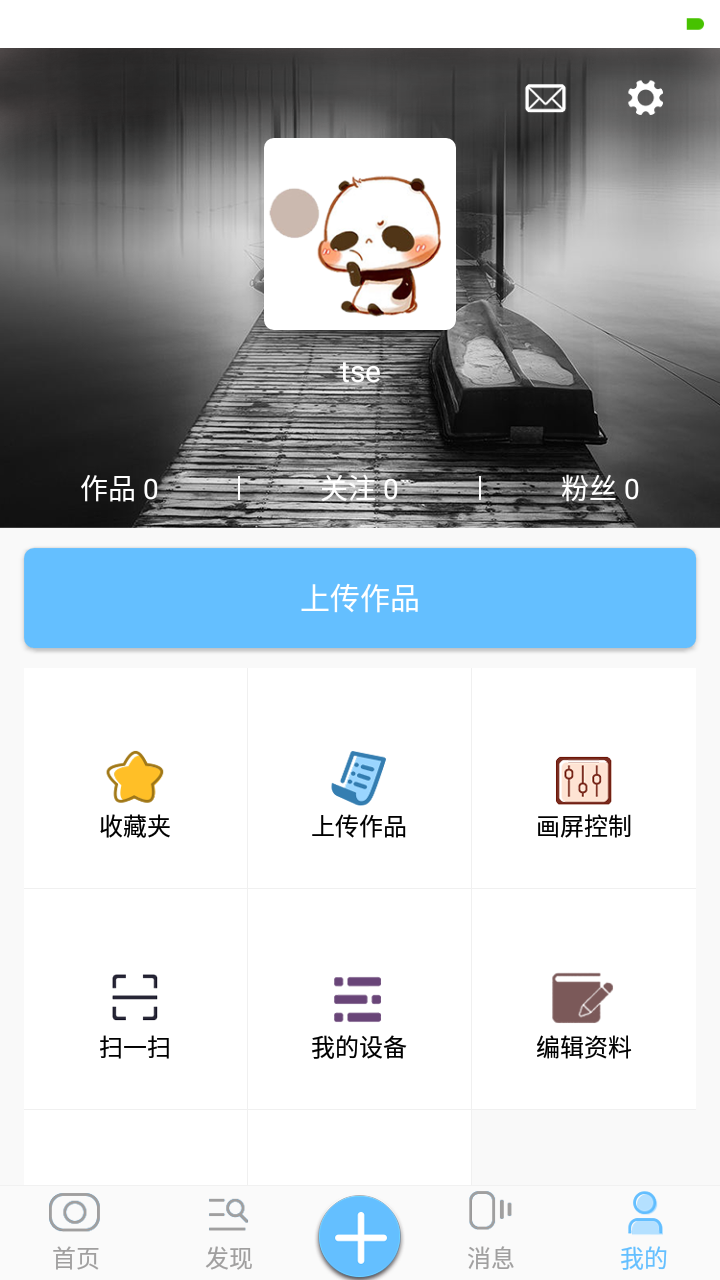 tse
作品 0 | 关注 0 | 粉丝 0
上传作品
收藏夹 上传作品 画屏控制
扫一扫 我的设备 编辑资料
首页 发现 消息 我的